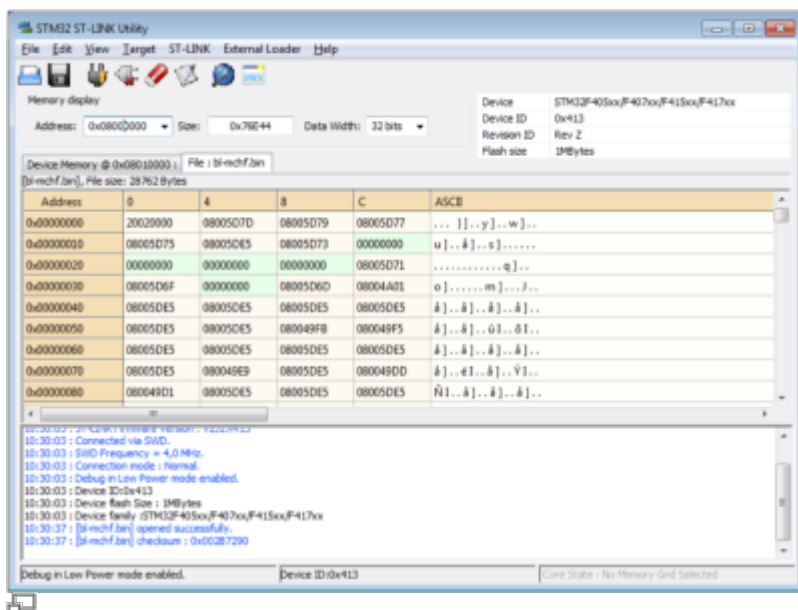 STM32 ST-LINK Utility
File Edit View Target ST-LINK External Loader Help
Memory display
Address: 0x08000000 Size: 0x76E44 Data Width: 32 bits
Device STM32F405xx/F407xx/F415xx/F417xx
Device ID 0x413
Revision ID Rev Z
Flash size 1MBytes
Device Memory @ 0x08010000 : File : bl-mchf.bin
[bl-mchf.bin], File size: 28762 Bytes
Address 0 4 8 C ASCII
0x00000000 20020000 08005D7D 08005D79 08005D77 ... }]..y]..w]..
0x00000010 08005D75 08005DE5 08005D73 00000000 u]..å]..s]......
0x00000020 00000000 00000000 00000000 08005D71 ............q]..
0x00000030 08005D6F 00000000 08005D6D 08004A01 o]......m]...J..
0x00000040 08005DE5 08005DE5 08005DE5 08005DE5 å]..å]..å]..å]..
0x00000050 08005DE5 08005DE5 080049FB 080049F5 å]..å]..ûI..õI..
0x00000060 08005DE5 08005DE5 08005DE5 08005DE5 å]..å]..å]..å]..
0x00000070 08005DE5 080049E9 08005DE5 080049DD å]..éI..å]..ÝI..
0x00000080 080049D1 08005DE5 08005DE5 08005DE5 ÑI..å]..å]..å]..
10:30:03 : Connected via SWD.
10:30:03 : SWD Frequency = 4,0 MHz.
10:30:03 : Connection mode : Normal.
10:30:03 : Debug in Low Power mode enabled.
10:30:03 : Device ID:0x413
10:30:03 : Device flash Size : 1MBytes
10:30:03 : Device family :STM32F405xx/F407xx/F415xx/F417xx
10:30:37 : [bl-mchf.bin] opened successfully.
10:30:37 : [bl-mchf.bin] checksum : 0x002B7290
Debug in Low Power mode enabled. Device ID:0x413 Core State : No Memory Grid Selected